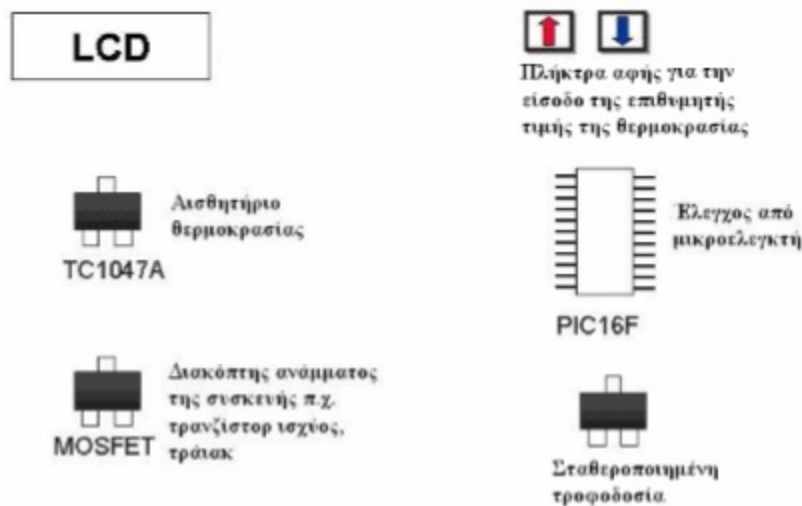 LCD
Πλήκτρα αφής για την
είσοδο της επιθυμητής
τιμής της θερμοκρασίας
Αισθητήριο
θερμοκρασίας
TC1047A
Έλεγχος από
μικροελεγκτή
PIC16F
Διακόπτης ανάμματος
της συσκευής π.χ.
τρανζίστορ ισχύος,
τράιακ
MOSFET
Σταθεροποιημένη
τροφοδοσία